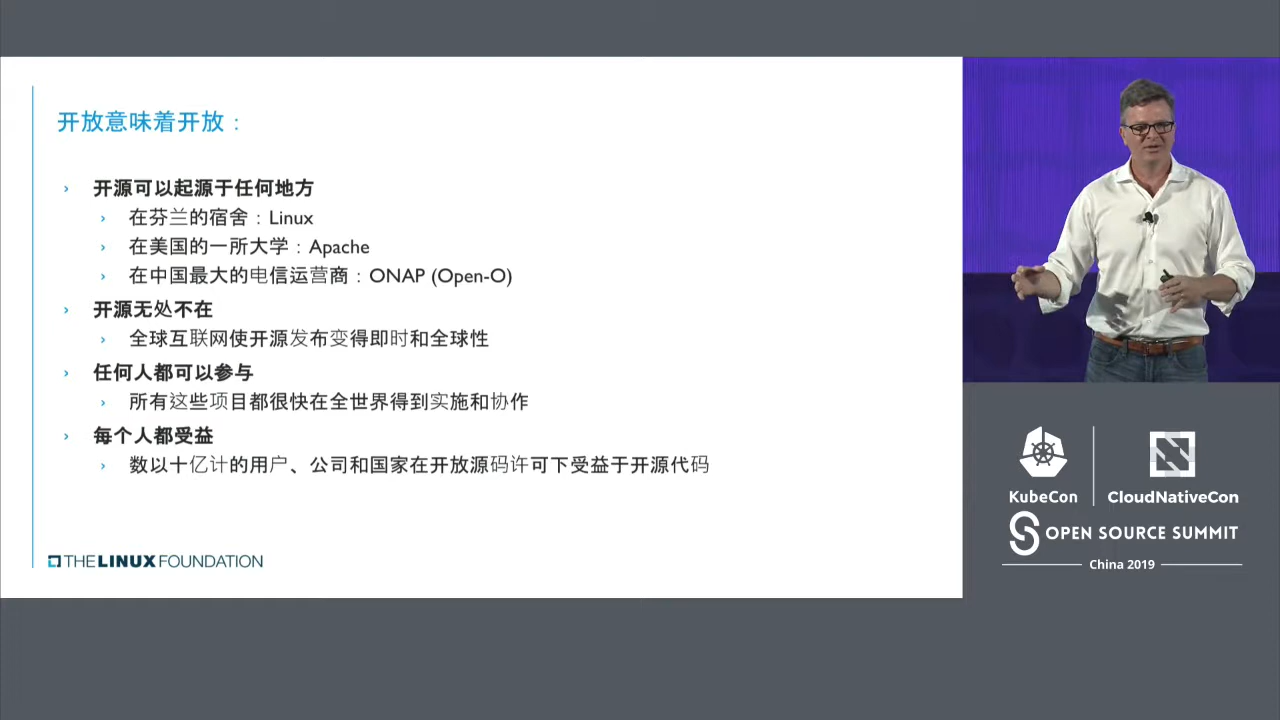 开放意味着开放：
› 开源可以起源于任何地方
› 在芬兰的宿舍：Linux
› 在美国的一所大学：Apache
› 在中国最大的电信运营商：ONAP (Open-O)
› 开源无处不在
› 全球互联网使开源发布变得即时和全球性
› 任何人都可以参与
› 所有这些项目都很快在全世界得到实施和协作
› 每个人都受益
› 数以十亿计的用户、公司和国家在开放源码许可下受益于开源代码
THE LINUX FOUNDATION
KubeCon
CloudNativeCon
OPEN SOURCE SUMMIT
China 2019